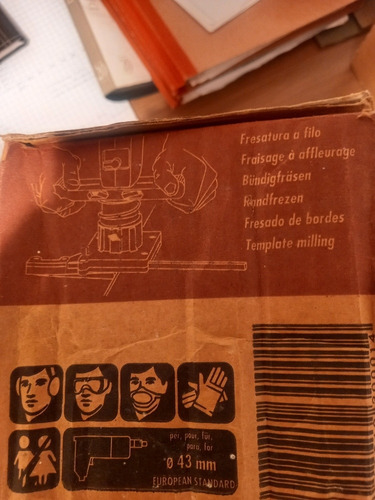 Fresatura a filo
Fraisage à affleurage
Bündigfräsen
Kandfrezen
Fresado de bordes
Template milling
per, pour, für,
para, for
ø 43 mm
EUROPEAN STANDARD